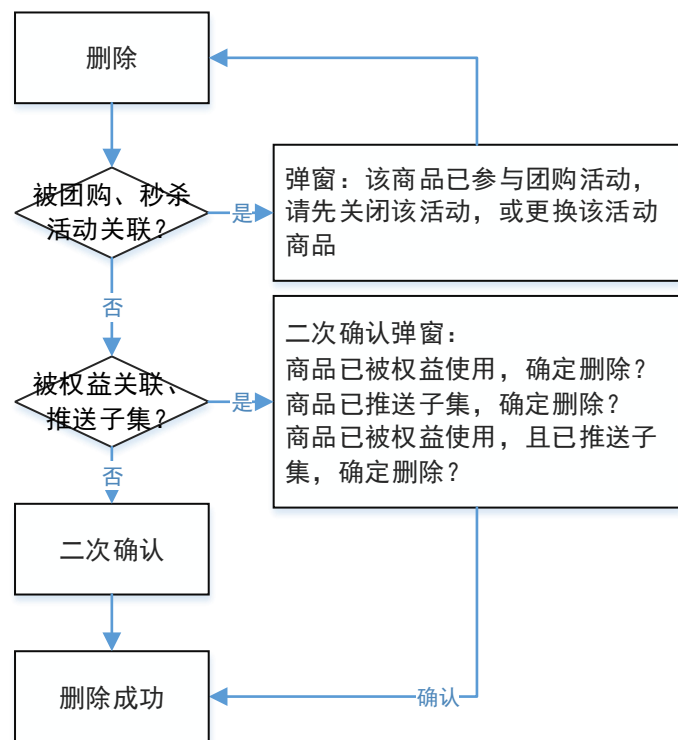 删除
被团购、秒杀
活动关联？
是
弹窗：该商品已参与团购活动，
请先关闭该活动，或更换该活动
商品
否
被权益关联、
推送子集？
是
二次确认弹窗：
商品已被权益使用，确定删除？
商品已推送子集，确定删除？
商品已被权益使用，且已推送子
集，确定删除？
否
二次确认
删除成功
确认